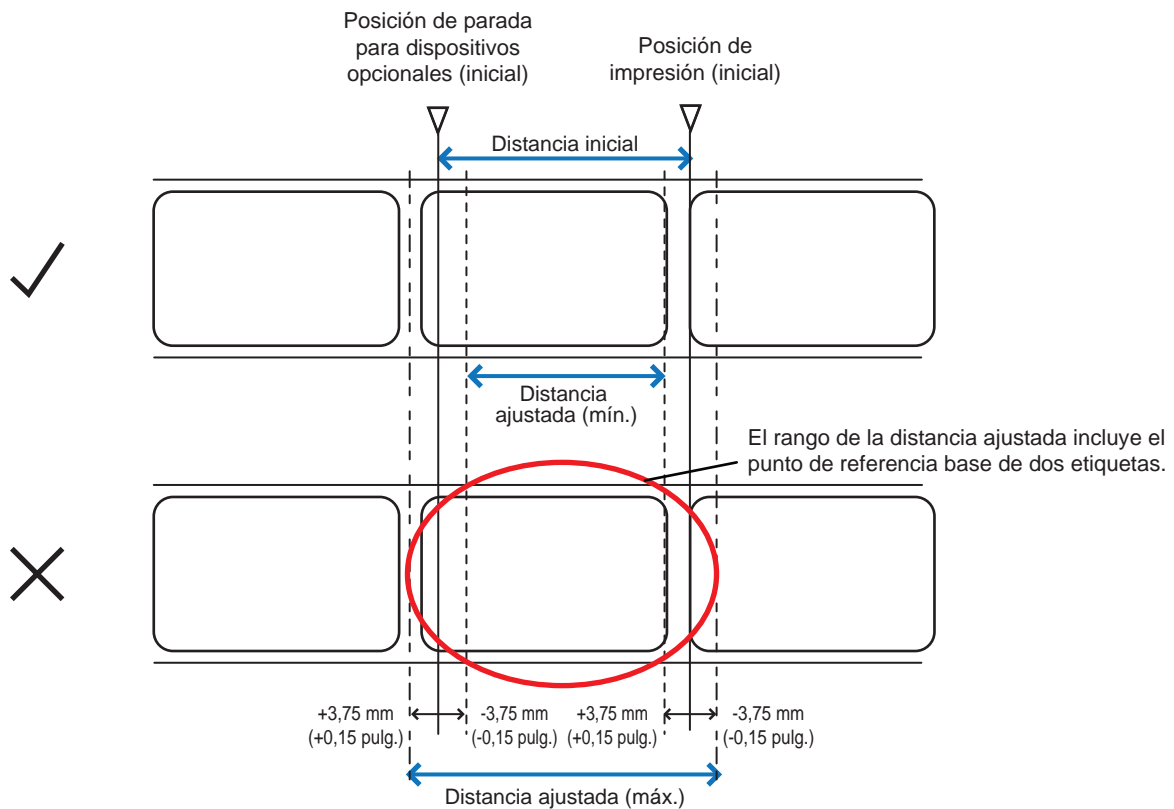 Posición de parada
para dispositivos
opcionales (inicial)
Posición de
impresión (inicial)
Distancia inicial
Distancia
ajustada (mín.)
El rango de la distancia ajustada incluye el
punto de referencia base de dos etiquetas.
+3,75 mm -3,75 mm +3,75 mm -3,75 mm
(+0,15 pulg.) (-0,15 pulg.) (+0,15 pulg.) (-0,15 pulg.)
Distancia ajustada (máx.)